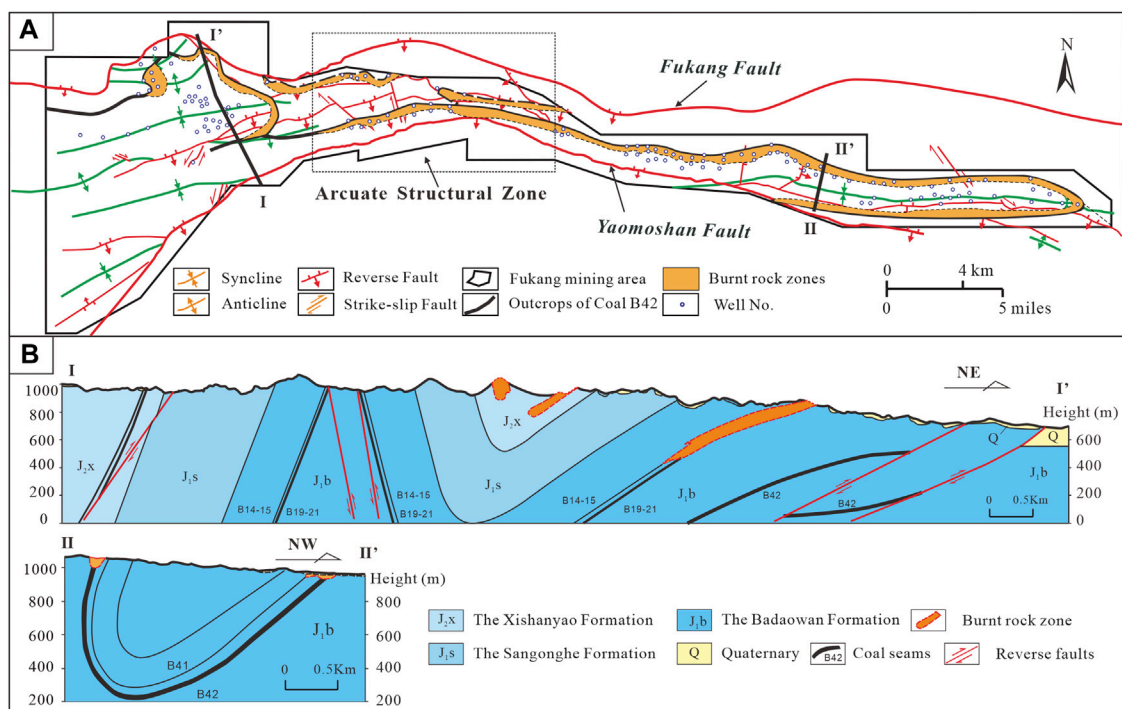 A
I'
I
N
Fukang Fault
II'
II
Arcuate Structural Zone
Yaomoshan Fault
Syncline
Reverse Fault
Fukang mining area
Burnt rock zones
Anticline
Strike-slip Fault
Outcrops of Coal B42
Well No.
0 4 km
0 5 miles
B
I
NE
I'
Height (m)
1000
800
600
400
200
0
J₂x
J₁s
B14-15
B19-21
J₁b
B14-15
B19-21
J₂x
J₁s
B14-15
B19-21
J₁b
B42
B42
Q
Q
J₁b
600
400
200
0
0 0.5Km
II
NW
II'
Height (m)
1000
800
600
400
200
B41
B42
J₁b
0 0.5Km
800
600
400
200
J₂x The Xishanyao Formation
J₁b The Badaowan Formation
Burnt rock zone
J₁s The Sangonghe Formation
Q Quaternary
B42 Coal seams
Reverse faults